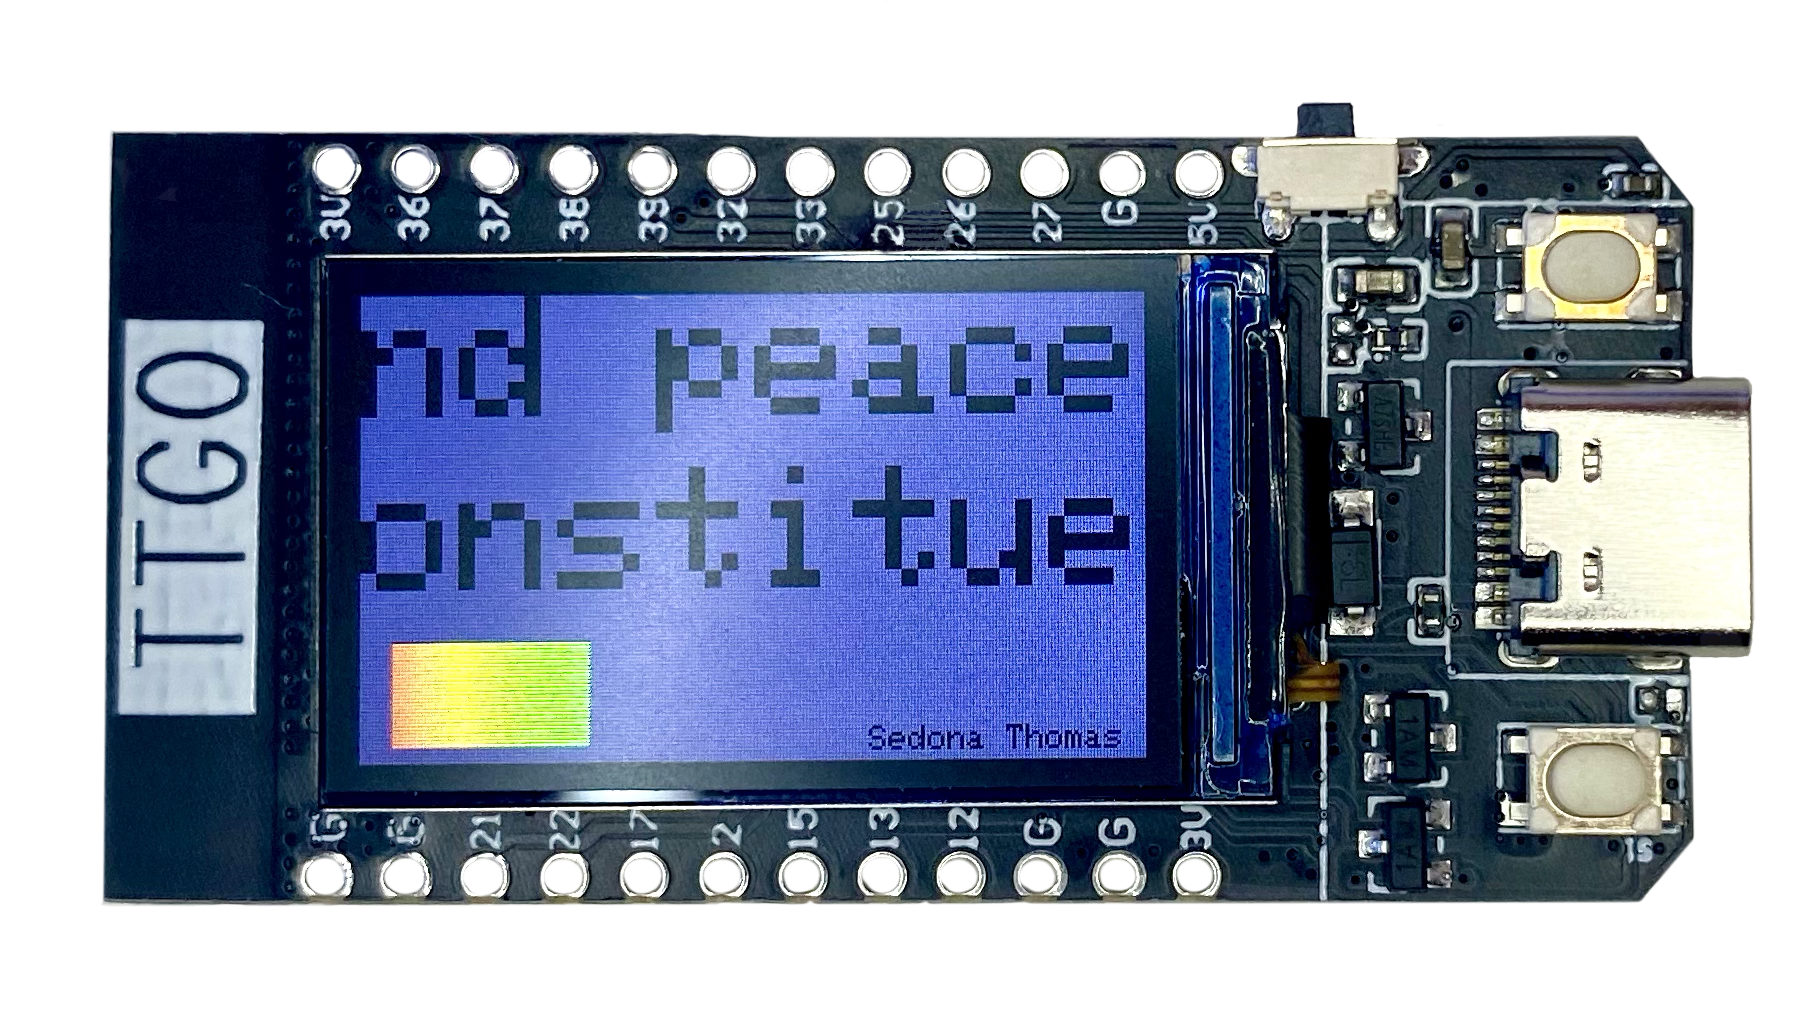 TTGO
3V 36 37 38 39 32 33 25 26 27 G 5V
nd peace
onstitue
Sedona Thomas
G G 21 22 17 2 15 13 12 G G 3V